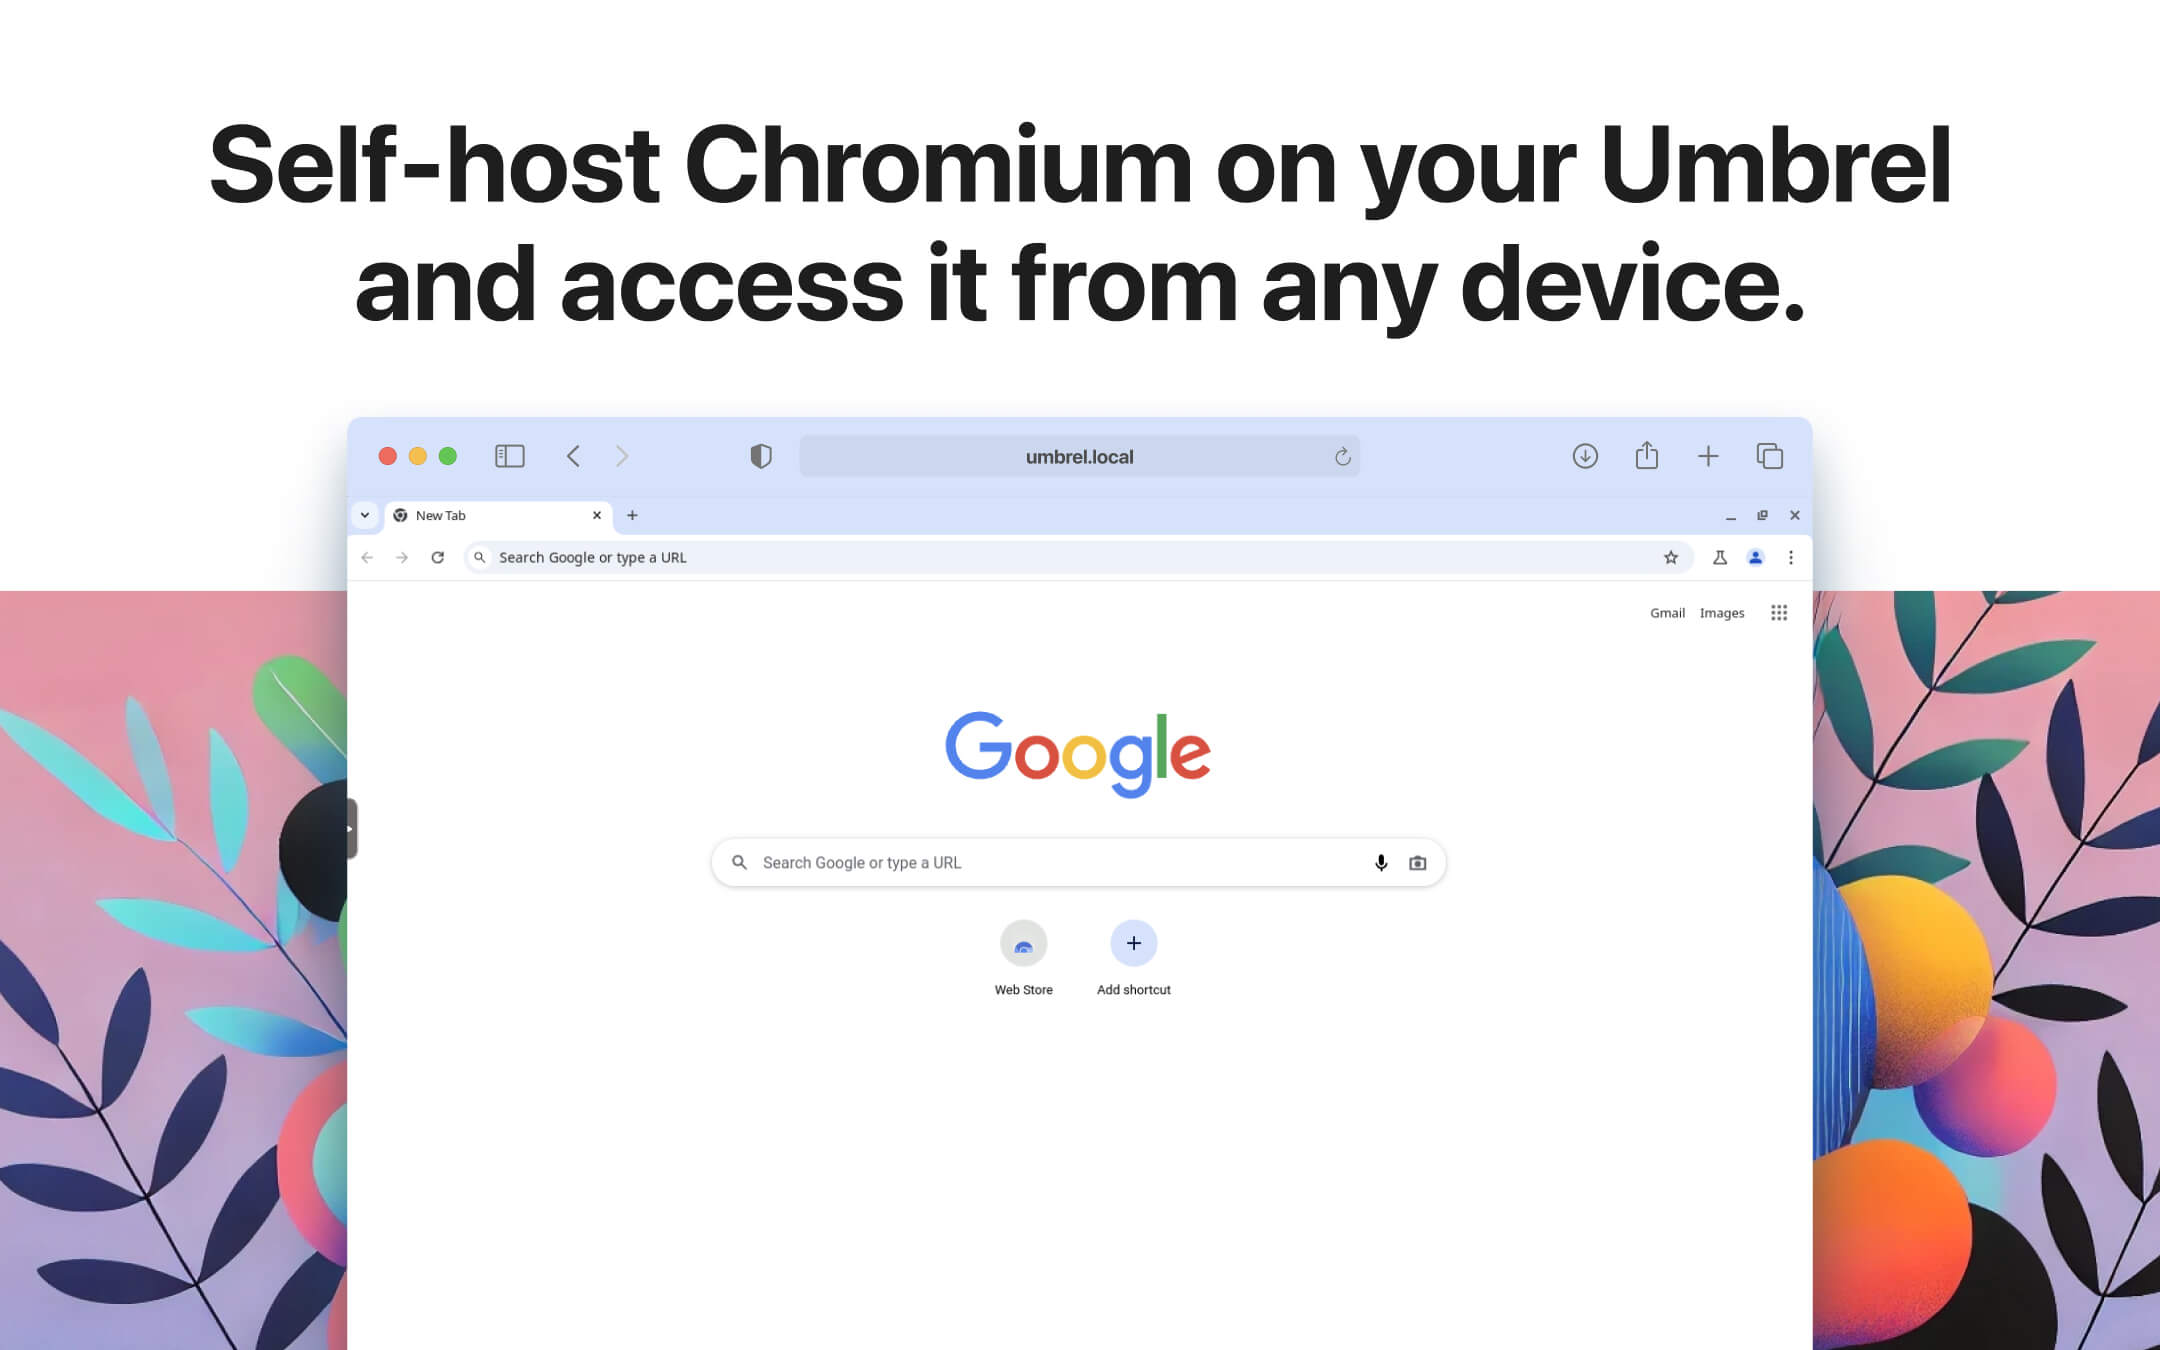 Self-host Chromium on your Umbrel
and access it from any device.
umbrel.local
New Tab
Search Google or type a URL
Gmail Images
Google
Search Google or type a URL
Web Store Add shortcut